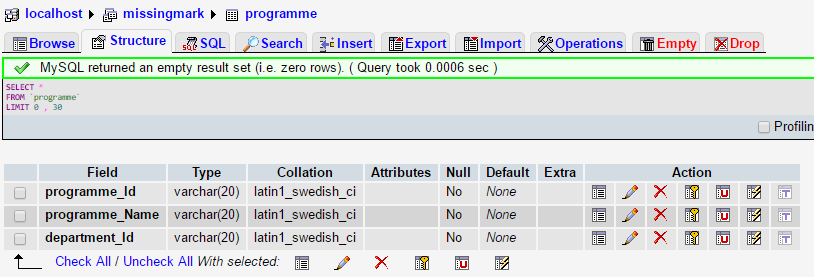 localhost missingmark programme
Browse Structure SQL Search Insert Export Import Operations Empty Drop
MySQL returned an empty result set (i.e. zero rows). ( Query took 0.0006 sec )
SELECT *
FROM `programme`
LIMIT 0 , 30
Profilin
Field Type Collation Attributes Null Default Extra Action
programme_Id varchar(20) latin1_swedish_ci No None
programme_Name varchar(20) latin1_swedish_ci No None
department_Id varchar(20) latin1_swedish_ci No None
Check All / Uncheck All With selected: